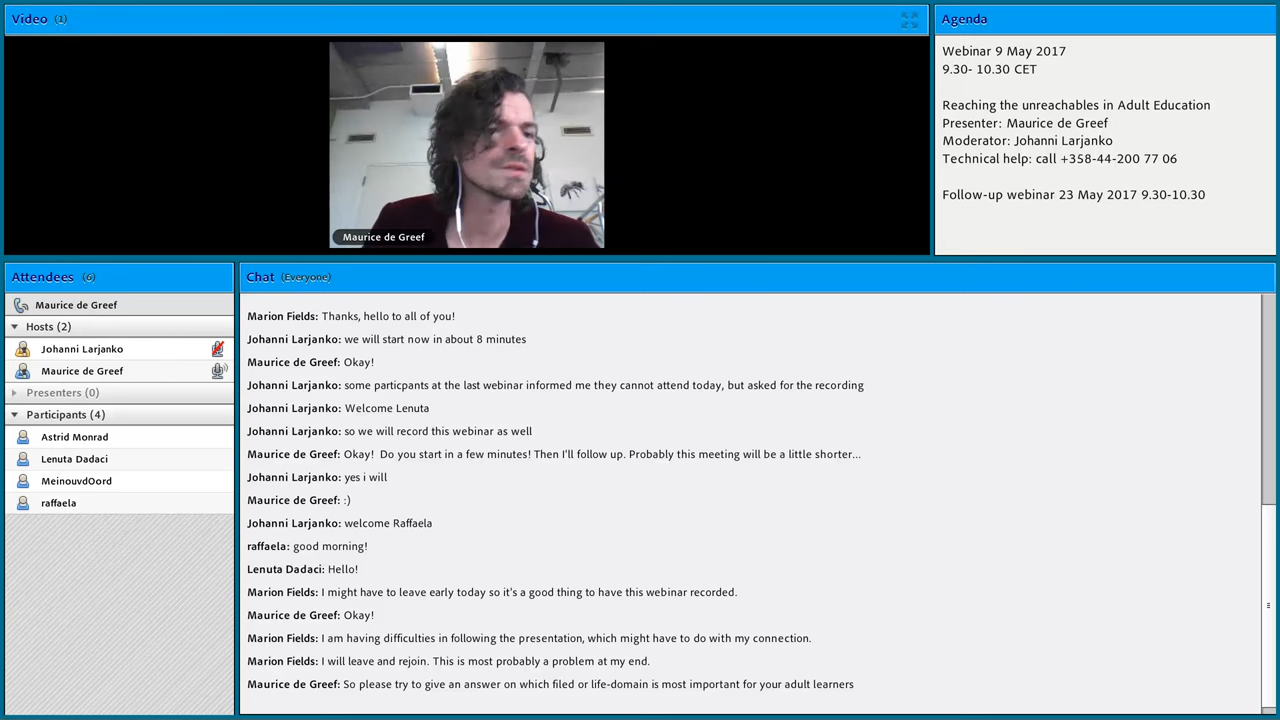 Video (1)
Maurice de Greef
Agenda
Webinar 9 May 2017
9.30- 10.30 CET
Reaching the unreachables in Adult Education
Presenter: Maurice de Greef
Moderator: Johanni Larjanko
Technical help: call +358-44-200 77 06
Follow-up webinar 23 May 2017 9.30-10.30
Attendees (6)
Maurice de Greef
Hosts (2)
Johanni Larjanko
Maurice de Greef
Presenters (0)
Participants (4)
Astrid Monrad
Lenuta Dadaci
MeinouvdOord
raffaela
Chat (Everyone)
Marion Fields: Thanks, hello to all of you!
Johanni Larjanko: we will start now in about 8 minutes
Maurice de Greef: Okay!
Johanni Larjanko: some particpants at the last webinar informed me they cannot attend today, but asked for the recording
Johanni Larjanko: Welcome Lenuta
Johanni Larjanko: so we will record this webinar as well
Maurice de Greef: Okay!  Do you start in a few minutes! Then I'll follow up. Probably this meeting will be a little shorter...
Johanni Larjanko: yes i will
Maurice de Greef: :)
Johanni Larjanko: welcome Raffaela
raffaela: good morning!
Lenuta Dadaci: Hello!
Marion Fields: I might have to leave early today so it's a good thing to have this webinar recorded.
Maurice de Greef: Okay!
Marion Fields: I am having difficulties in following the presentation, which might have to do with my connection.
Marion Fields: I will leave and rejoin. This is most probably a problem at my end.
Maurice de Greef: So please try to give an answer on which filed or life-domain is most important for your adult learners